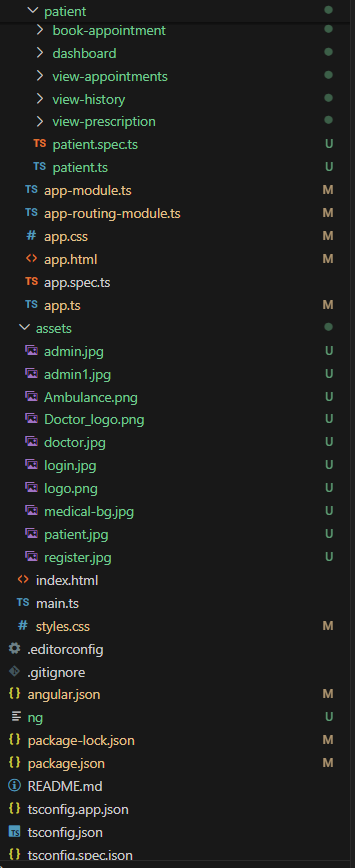 patient
book-appointment
dashboard
view-appointments
view-history
view-prescription
TS patient.spec.ts U
TS patient.ts U
TS app-module.ts M
TS app-routing-module.ts M
# app.css M
<> app.html M
TS app.spec.ts
TS app.ts M
assets
admin.jpg U
admin1.jpg U
Ambulance.png U
Doctor_logo.png U
doctor.jpg U
login.jpg U
logo.png U
medical-bg.jpg U
patient.jpg U
register.jpg U
<> index.html
TS main.ts
# styles.css M
.editorconfig
.gitignore
{} angular.json M
ng U
{} package-lock.json M
{} package.json M
README.md
{} tsconfig.app.json
TS tsconfig.json
{} tsconfig.spec.json